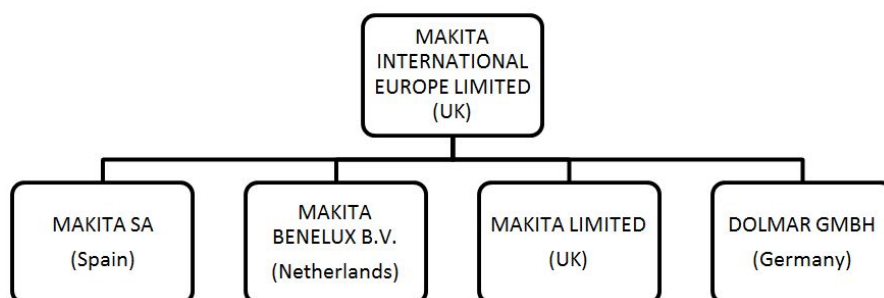 MAKITA
INTERNATIONAL
EUROPE LIMITED
(UK)
MAKITA SA
(Spain)
MAKITA
BENELUX B.V.
(Netherlands)
MAKITA LIMITED
(UK)
DOLMAR GMBH
(Germany)